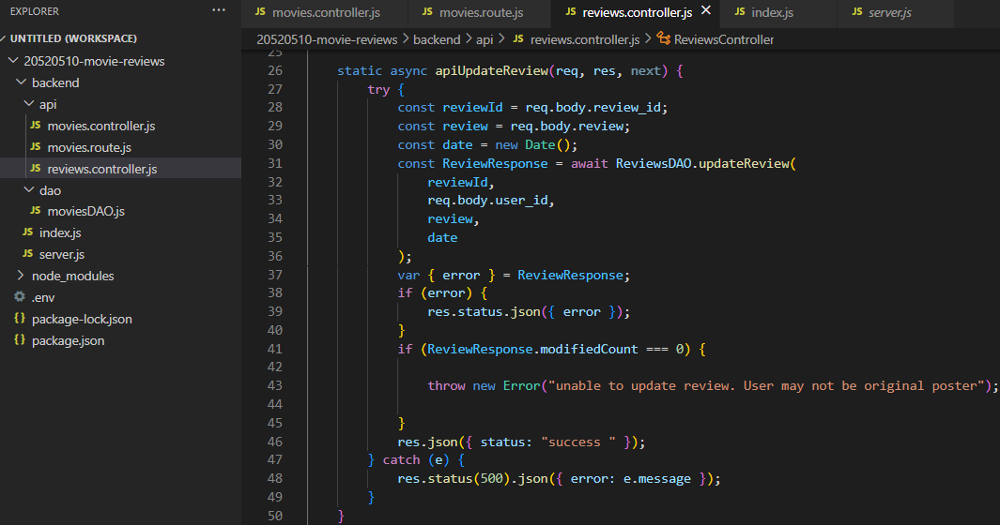 EXPLORER ...
UNTITLED (WORKSPACE)
20520510-movie-reviews
backend
api
JS movies.controller.js
JS movies.route.js
JS reviews.controller.js
dao
JS moviesDAO.js
JS index.js
JS server.js
node_modules
.env
{} package-lock.json
{} package.json
JS movies.controller.js JS movies.route.js JS reviews.controller.js JS index.js JS server.js
20520510-movie-reviews > backend > api > JS reviews.controller.js > ReviewsController
25
26 static async apiUpdateReview(req, res, next) {
27 try {
28 const reviewId = req.body.review_id;
29 const review = req.body.review;
30 const date = new Date();
31 const ReviewResponse = await ReviewsDAO.updateReview(
32 reviewId,
33 req.body.user_id,
34 review,
35 date
36 );
37 var { error } = ReviewResponse;
38 if (error) {
39 res.status.json({ error });
40 }
41 if (ReviewResponse.modifiedCount === 0) {
42
43 throw new Error("unable to update review. User may not be original poster");
44
45 }
46 res.json({ status: "success " });
47 } catch (e) {
48 res.status(500).json({ error: e.message });
49 }
50 }